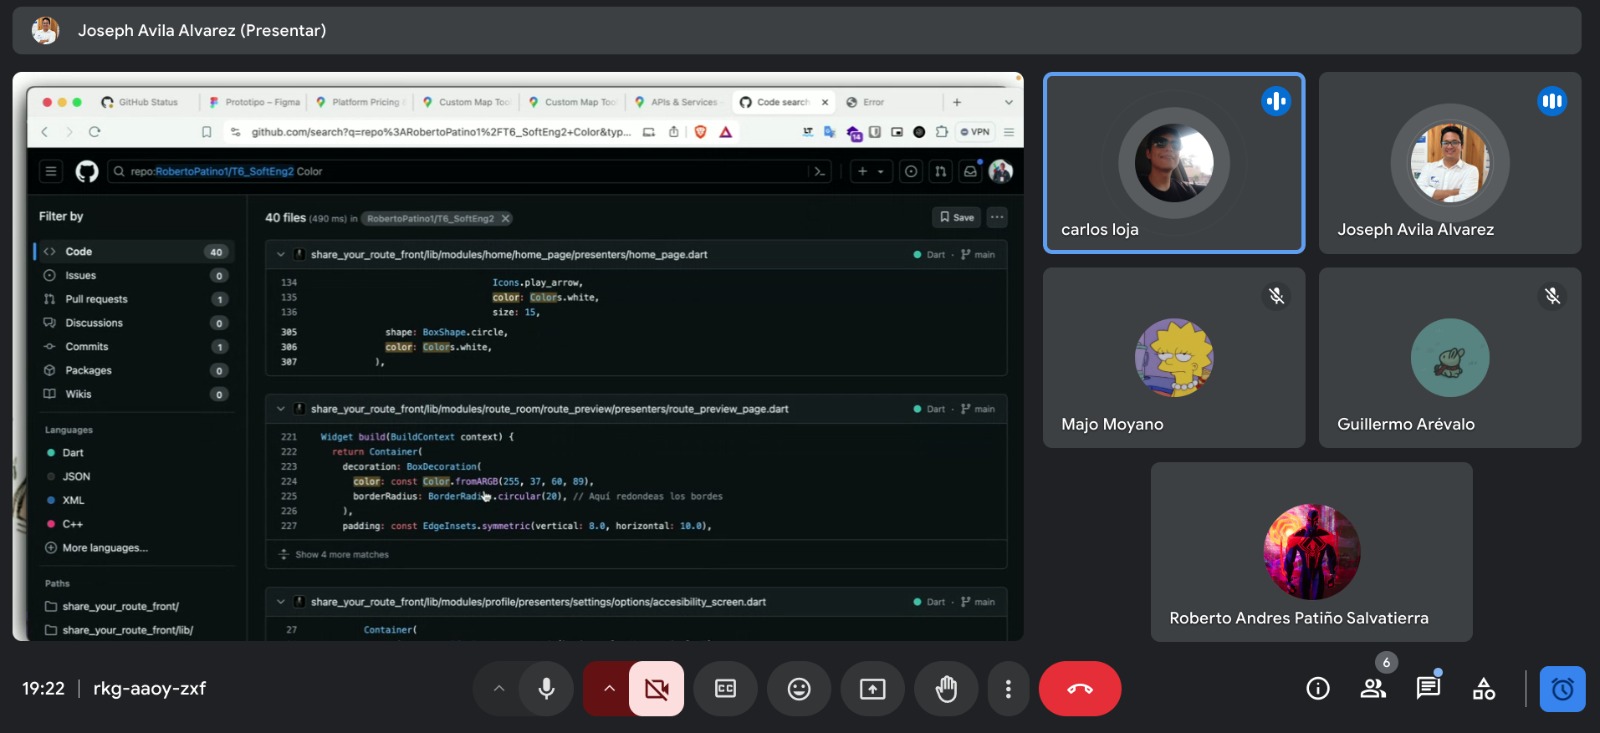 Joseph Avila Alvarez (Presentar)
GitHub Status
Prototipo – Figma
Platform Pricing
Custom Map Too
Custom Map Too
APIs & Services
Code search
Error
github.com/search?q=repo%3ARobertoPatino1%2FT6_SoftEng2+Color&typ...
14
VPN
repo:RobertoPatino1/T6_SoftEng2 Color
Filter by
Code 40
Issues 0
Pull requests 1
Discussions 0
Commits 1
Packages 0
Wikis 0
Languages
Dart
JSON
XML
C++
More languages...
Paths
share_your_route_front/
share_your_route_front/lib/
40 files (490 ms) in RobertoPatino1/T6_SoftEng2
Save
share_your_route_front/lib/modules/home/home_page/presenters/home_page.dart
Dart · main
134 Icons.play_arrow,
135 color: Colors.white,
136 size: 15,
305 shape: BoxShape.circle,
306 color: Colors.white,
307 ),
share_your_route_front/lib/modules/route_room/route_preview/presenters/route_preview_page.dart
Dart · main
221 Widget build(BuildContext context) {
222 return Container(
223 decoration: BoxDecoration(
224 color: const Color.fromARGB(255, 37, 60, 89),
225 borderRadius: BorderRadius.circular(20), // Aquí redondeas los bordes
226 ),
227 padding: const EdgeInsets.symmetric(vertical: 8.0, horizontal: 10.0),
Show 4 more matches
share_your_route_front/lib/modules/profile/presenters/settings/options/accesibility_screen.dart
Dart · main
27 Container(
carlos loja
Joseph Avila Alvarez
Majo Moyano
Guillermo Arévalo
Roberto Andres Patiño Salvatierra
19:22 | rkg-aaoy-zxf
CC
6